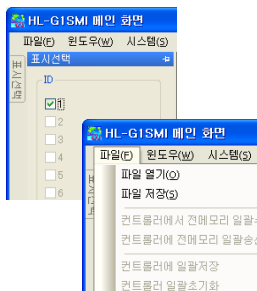 HL-G1SMI 메인 화면
파일(F) 윈도우(W) 시스템(S)
표시선택
표시선택
ID
1
2
3
4
5
6
HL-G1SMI 메인 화면
파일(F) 윈도우(W) 시스템(S)
파일 열기(O)
파일 저장(S)
컨트롤러에서 전메모리 일괄
컨트롤러에 전메모리 일괄송
컨트롤러에 일괄저장
컨트롤러 일괄초기화